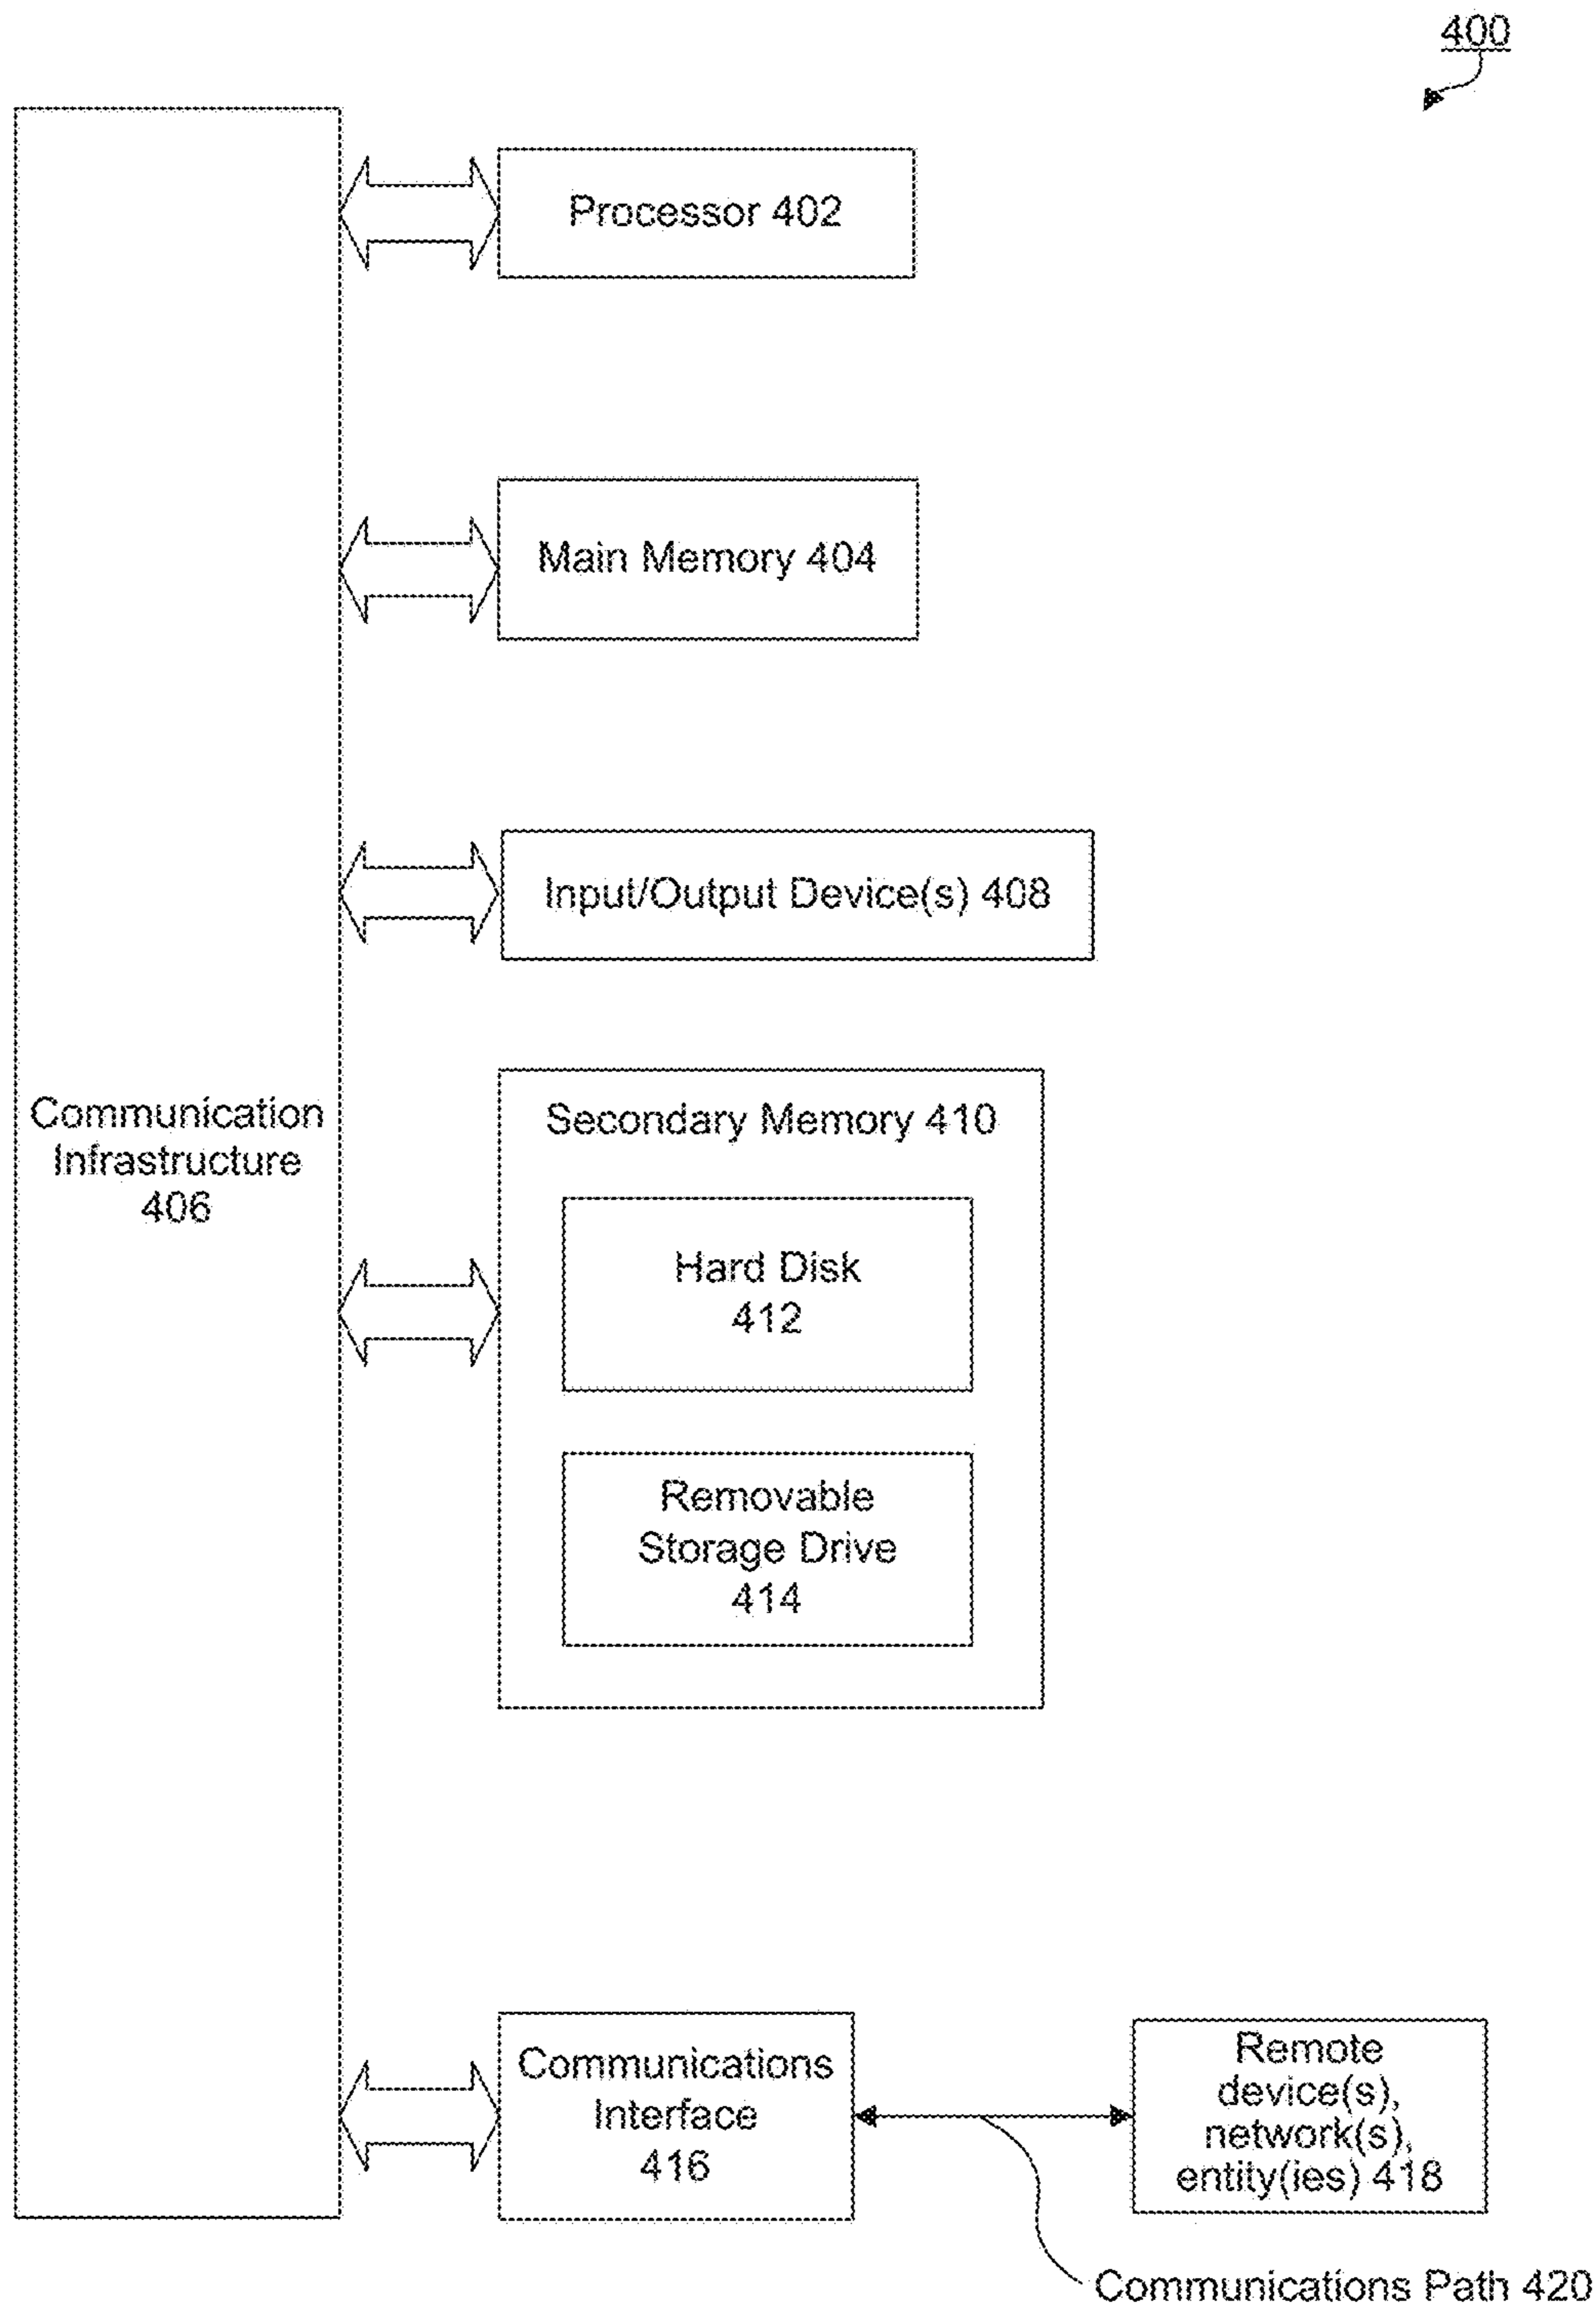 400
Processor 402
Main Memory 404
Input/Output Device(s) 408
Communication
Infrastructure
406
Secondary Memory 410
Hard Disk
412
Removable
Storage Drive
414
Communications
Interface
416
Remote
device(s),
network(s),
entity(ies) 418
Communications Path 420